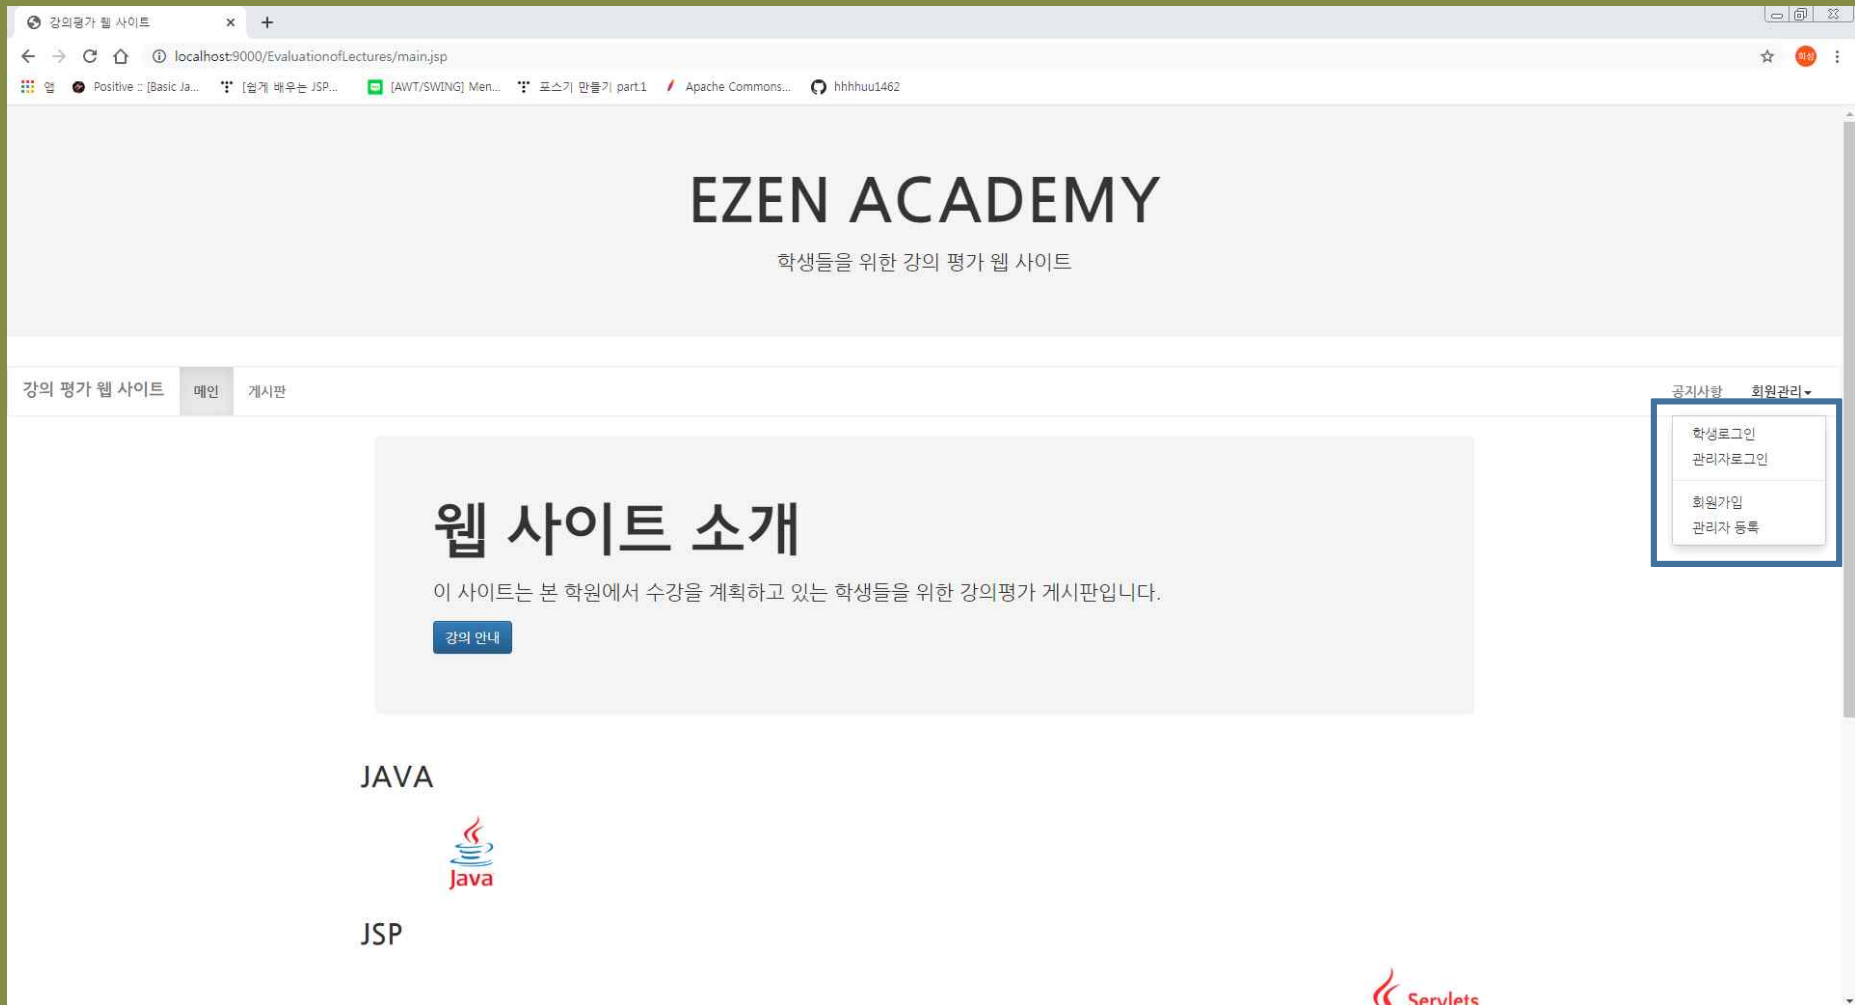 강의평가 웹 사이트
localhost:9000/EvaluationofLectures/main.jsp
희성
앱 Positive :: [Basic Ja... [쉽게 배우는 JSP... [AWT/SWING] Men... 포스기 만들기 part.1 Apache Commons... hhhhuu1462
EZEN ACADEMY
학생들을 위한 강의 평가 웹 사이트
강의 평가 웹 사이트 메인 게시판 공지사항 회원관리
학생로그인
관리자로그인
회원가입
관리자 등록
웹 사이트 소개
이 사이트는 본 학원에서 수강을 계획하고 있는 학생들을 위한 강의평가 게시판입니다.
강의 안내
JAVA
Java
JSP
Servlets